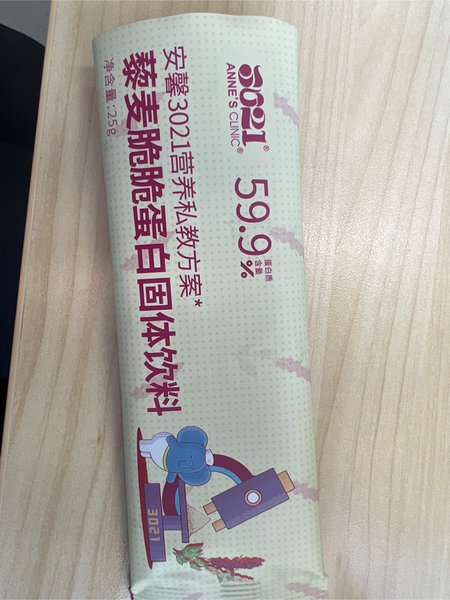 3021®
ANNE'S CLINIC®
59.9%
蛋白质
含量
安馨3021营养私教方案*
藜麦脆脆蛋白固体饮料
净含量:25g
3021